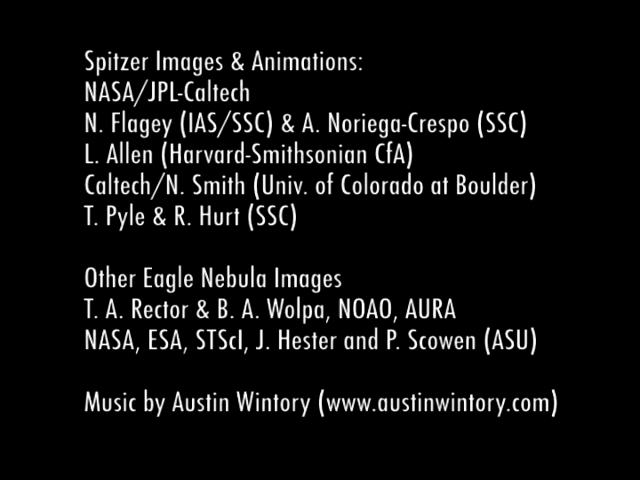 Spitzer Images & Animations:
NASA/JPL-Caltech
N. Flagey (IAS/SSC) & A. Noriega-Crespo (SSC)
L. Allen (Harvard-Smithsonian CfA)
Caltech/N. Smith (Univ. of Colorado at Boulder)
T. Pyle & R. Hurt (SSC)
Other Eagle Nebula Images
T. A. Rector & B. A. Wolpa, NOAO, AURA
NASA, ESA, STScI, J. Hester and P. Scowen (ASU)
Music by Austin Wintory (www.austinwintory.com)